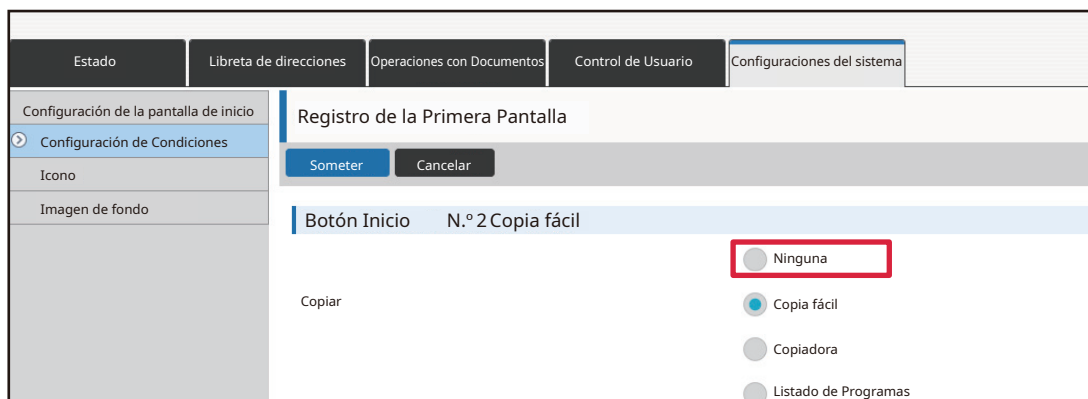 Estado
Libreta de direcciones
Operaciones con Documentos
Control de Usuario
Configuraciones del sistema
Configuración de la pantalla de inicio
Configuración de Condiciones
Icono
Imagen de fondo
Registro de la Primera Pantalla
Someter
Cancelar
Botón Inicio N.º 2 Copia fácil
Ninguna
Copiar
Copia fácil
Copiadora
Listado de Programas